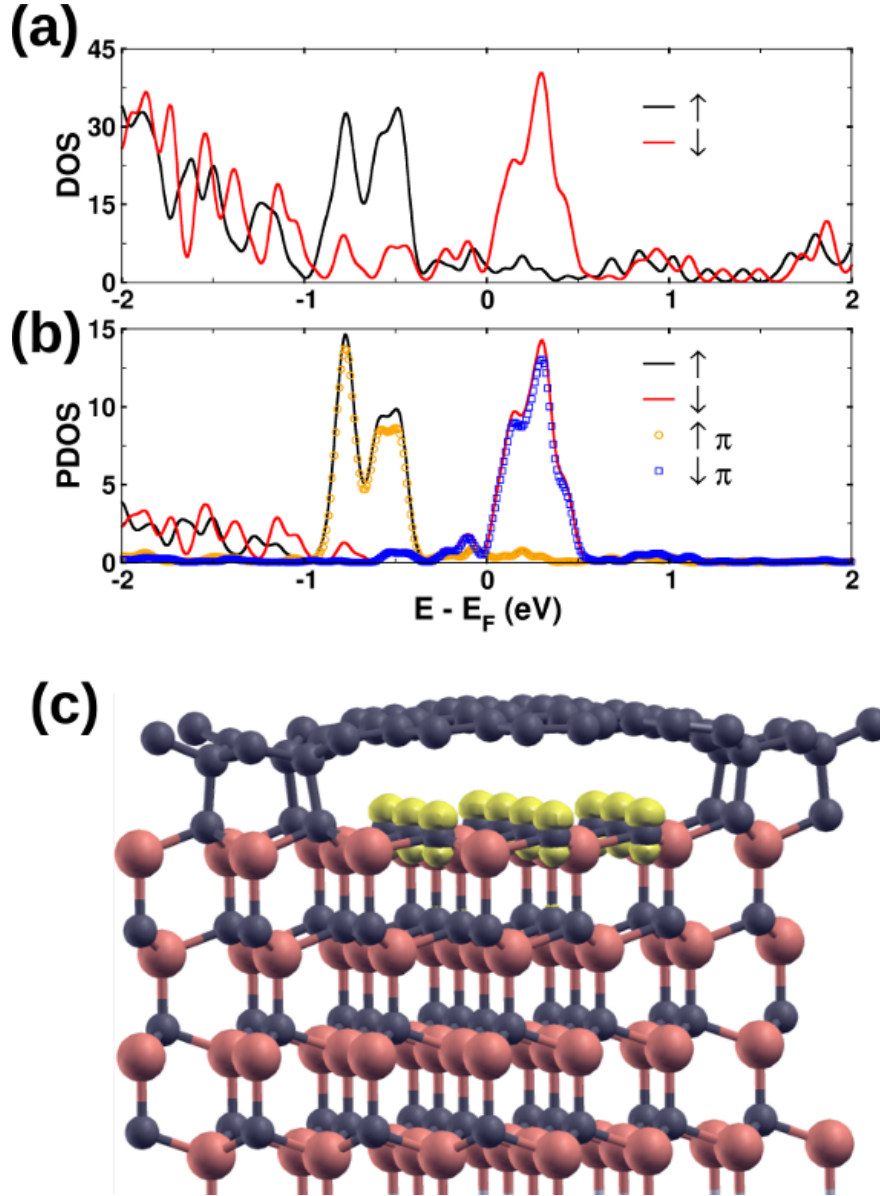 (a)
45
30
15
0
DOS
↑
↓
-2 -1 0 1 2
(b)
15
10
5
0
PDOS
↑
↓
↑ π
↓ π
-2 -1 0 1 2
E - E_F (eV)
(c)